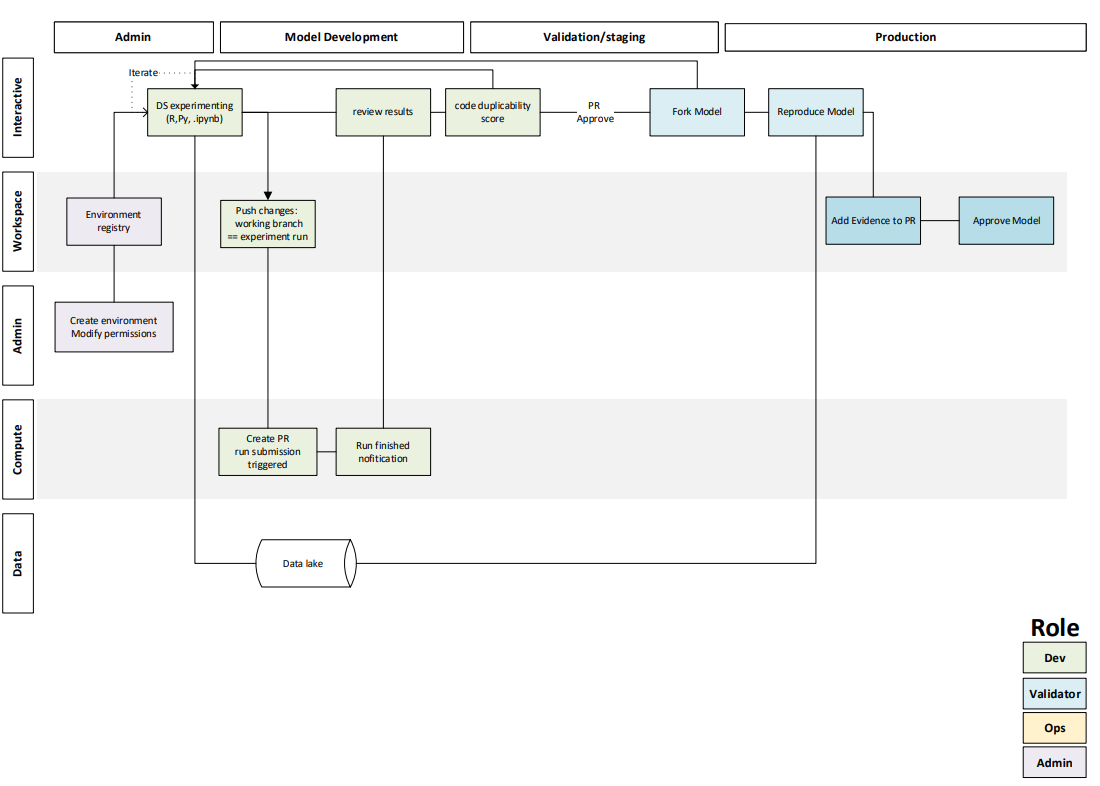 Admin
Model Development
Validation/staging
Production
Interactive
Iterate
DS experimenting
(R,Py, .ipynb)
review results
code duplicability
score
PR
Approve
Fork Model
Reproduce Model
Workspace
Environment
registry
Push changes:
working branch
== experiment run
Add Evidence to PR
Approve Model
Admin
Create environment
Modify permissions
Compute
Create PR
run submission
triggered
Run finished
nofitication
Data
Data lake
Role
Dev
Validator
Ops
Admin